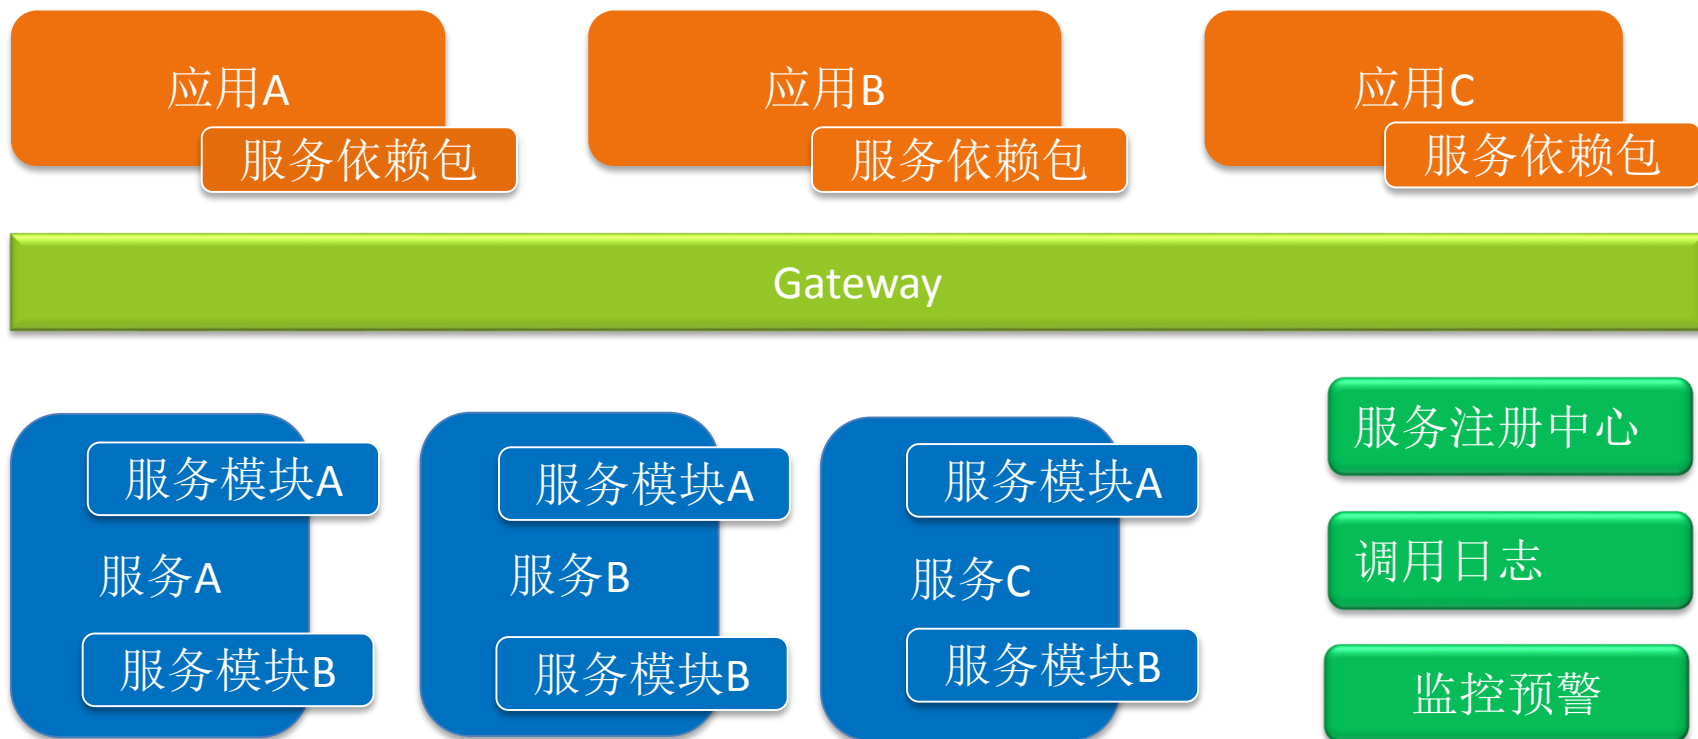 应用A
服务依赖包
应用B
服务依赖包
应用C
服务依赖包
Gateway
服务模块A
服务A
服务模块B
服务模块A
服务B
服务模块B
服务模块A
服务C
服务模块B
服务注册中心
调用日志
监控预警